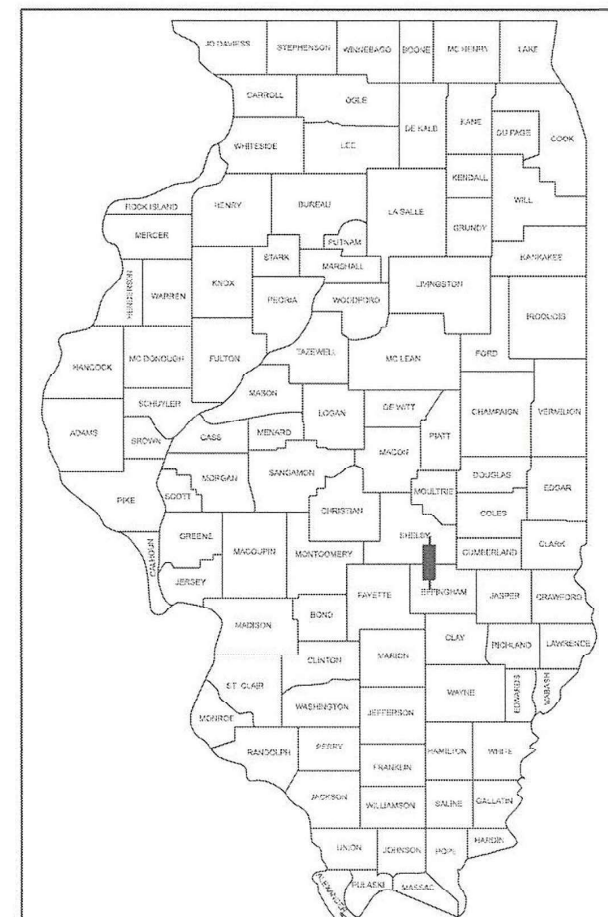 JO DAVIESS STEPHENSON WINNEBAGO BOONE MC HENRY LAKE
CARROLL OGLE DE KALB KANE DU PAGE COOK
WHITESIDE LEE
KENDALL WILL
ROCK ISLAND HENRY BUREAU LA SALLE GRUNDY
MERCER PUTNAM KANKAKEE
STARK MARSHALL LIVINGSTON
HENDERSON WARREN KNOX PEORIA WOODFORD IROQUOIS
HANCOCK MC DONOUGH FULTON TAZEWELL MC LEAN FORD
MASON
SCHUYLER LOGAN DE WITT CHAMPAIGN VERMILION
ADAMS BROWN CASS MENARD PIATT
MACON
MORGAN SANGAMON DOUGLAS EDGAR
PIKE SCOTT CHRISTIAN MOULTRIE COLES
GREENE MACOUPIN MONTGOMERY SHELBY CUMBERLAND CLARK
CALHOUN JERSEY FAYETTE EFFINGHAM JASPER CRAWFORD
MADISON BOND
CLAY RICHLAND LAWRENCE
CLINTON MARION
ST. CLAIR WAYNE EDWARDS WABASH
MONROE WASHINGTON JEFFERSON
RANDOLPH PERRY HAMILTON WHITE
FRANKLIN
JACKSON WILLIAMSON SALINE GALLATIN
UNION JOHNSON POPE HARDIN
ALEXANDER PULASKI MASSAC